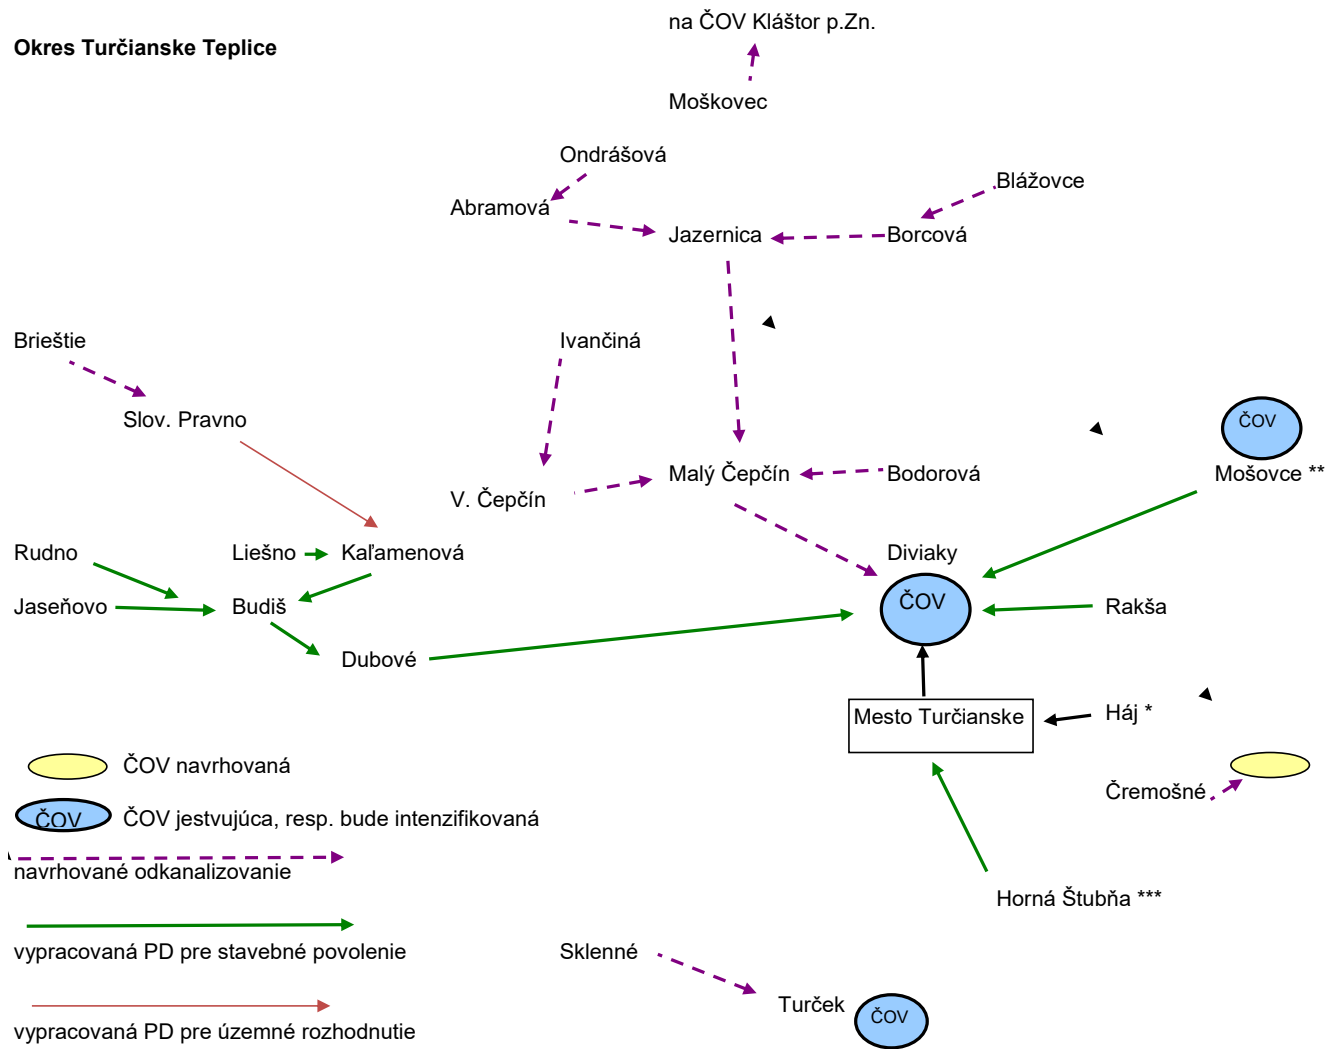 na ČOV Kláštor p.Zn.
Okres Turčianske Teplice
Moškovec
Ondrášová
Blážovce
Abramová
Jazernica
Borcová
Brieštie
Ivančiná
Slov. Pravno
ČOV
Malý Čepčín
Bodorová
Mošovce **
V. Čepčín
Rudno
Liešno
Kaľamenová
Diviaky
ČOV
Jaseňovo
Budiš
Rakša
Dubové
Mesto Turčianske
Háj *
ČOV navrhovaná
Čremošné
ČOV
ČOV jestvujúca, resp. bude intenzifikovaná
navrhované odkanalizovanie
Horná Štubňa ***
vypracovaná PD pre stavebné povolenie
Sklenné
Turček
ČOV
vypracovaná PD pre územné rozhodnutie